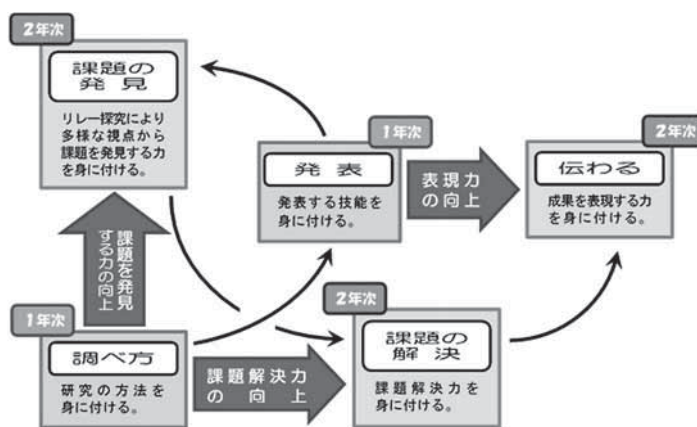 2年次
課題の
発見
リレー探究により
多様な視点から
課題を発見する力
を身に付ける。
1年次
発表
発表する技能を
身に付ける。
表現力
の向上
2年次
伝わる
成果を表現する力
を身に付ける。
課題を発見
する力の向上
1年次
調べ方
研究の方法を
身に付ける。
課題解決力
の向上
2年次
課題の
解決
課題解決力を
身に付ける。